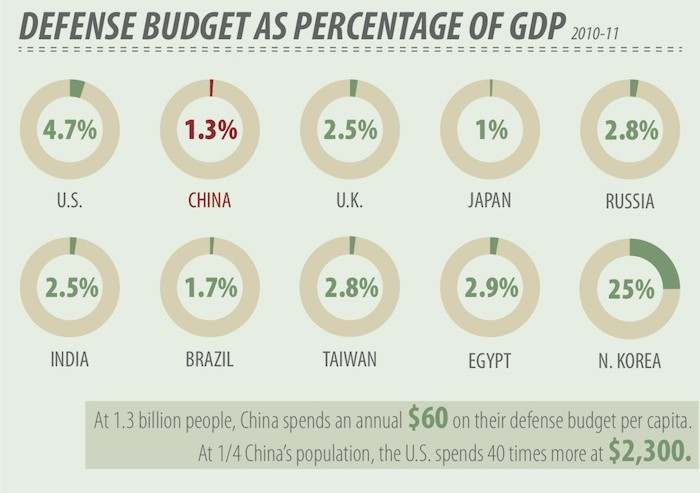 DEFENSE BUDGET AS PERCENTAGE OF GDP 2010-11
4.7%
1.3%
2.5%
1%
2.8%
U.S.
CHINA
U.K.
JAPAN
RUSSIA
2.5%
1.7%
2.8%
2.9%
25%
INDIA
BRAZIL
TAIWAN
EGYPT
N. KOREA
At 1.3 billion people, China spends an annual $60 on their defense budget per capita.
At 1/4 China's population, the U.S. spends 40 times more at $2,300.